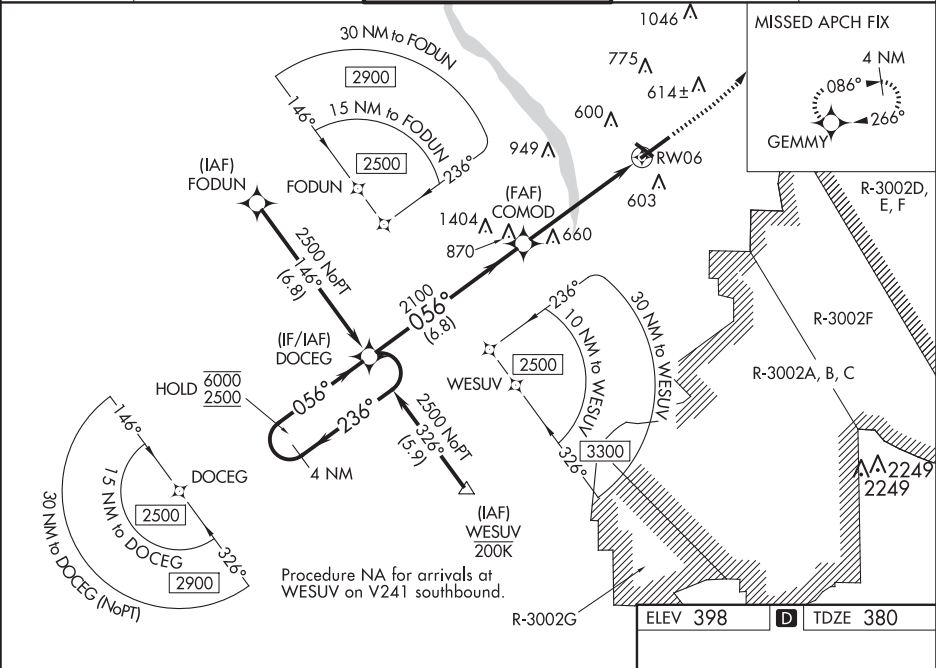 1046
MISSED APCH FIX
30 NM to FODUN
775
4 NM
2900
614±
086°
146°
15 NM to FODUN
600
266°
2500
949
RW06
GEMMY
236°
(IAF)
FODUN
FODUN
603
R-3002D,
E, F
(FAF)
COMOD
1404
870
660
2500 NoPT
146°
(6.8)
2100
056°
(6.8)
236°
30 NM to WESUV
10 NM to WESUV
R-3002F
(IF/IAF)
DOCEG
2500
WESUV
R-3002A, B, C
HOLD
6000
2500
056°
236°
2500 NoPT
326°
(5.9)
326°
3300
146°
4 NM
2249
2249
DOCEG
2500
15 NM to DOCEG
30 NM to DOCEG (NoPT)
326°
2900
(IAF)
WESUV
200K
Procedure NA for arrivals at
WESUV on V241 southbound.
R-3002G
ELEV 398
D
TDZE 380